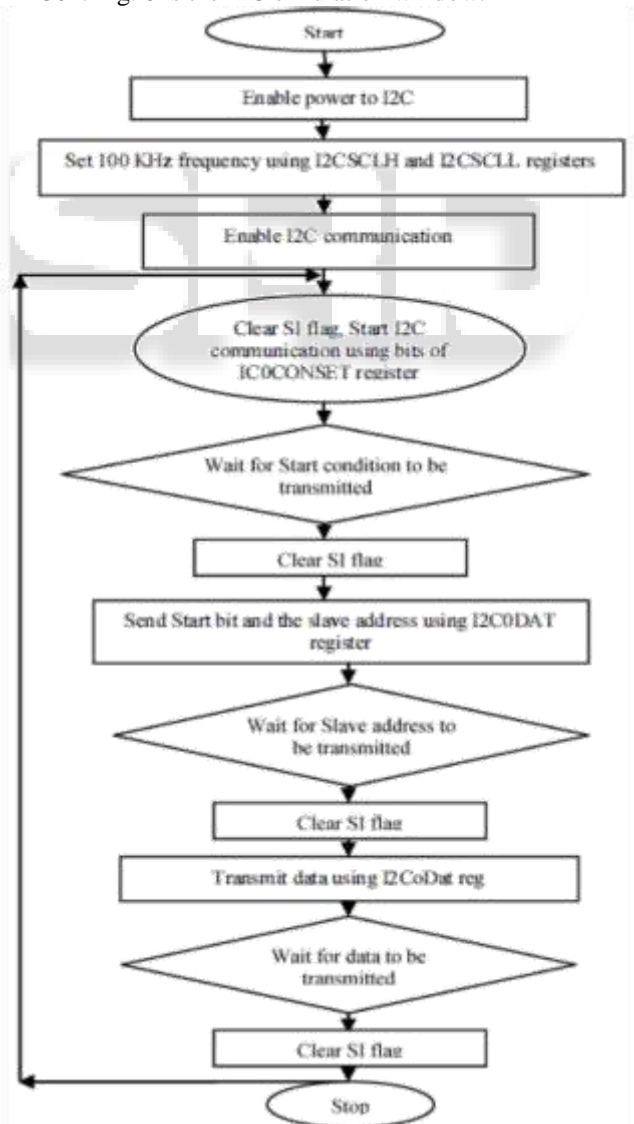 Start
Enable power to I2C
Set 100 KHz frequency using I2CSCLH and I2CSCLL registers
Enable I2C communication
Clear SI flag, Start I2C
communication using bits of
IC0CONSET register
Wait for Start condition to be
transmitted
Clear SI flag
Send Start bit and the slave address using I2C0DAT
register
Wait for Slave address to
be transmitted
Clear SI flag
Transmit data using I2CoDat reg
Wait for data to be
transmitted
Clear SI flag
Stop